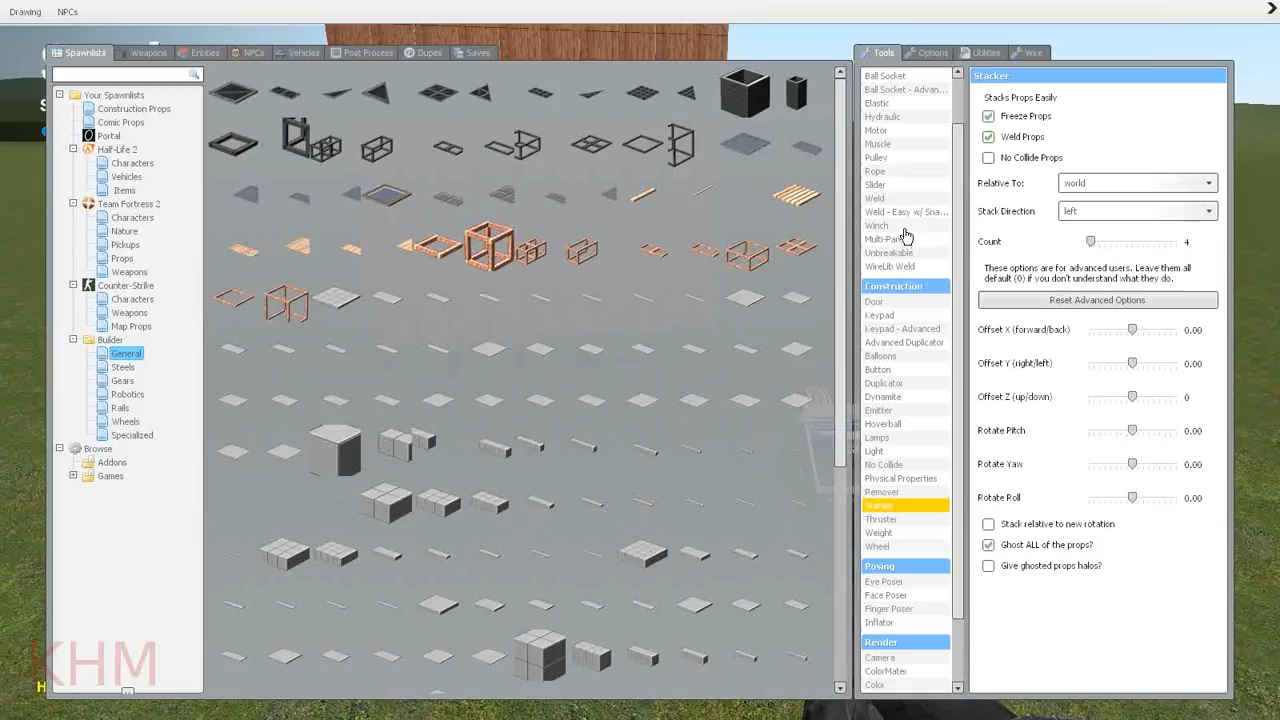 Drawing NPCs
Spawnlists Weapons Entities NPCs Vehicles Post Process Dupes Saves
Your Spawnlists
Construction Props
Comic Props
Portal
Half-Life 2
Characters
Vehicles
Items
Team Fortress 2
Characters
Nature
Pickups
Props
Weapons
Counter-Strike
Characters
Weapons
Map Props
Builder
General
Steels
Gears
Robotics
Rails
Wheels
Specialized
Browse
Addons
Games
KHM
Tools Options Utilities Wire
Ball Socket
Ball Socket - Advan...
Elastic
Hydraulic
Motor
Muscle
Pulley
Rope
Slider
Weld
Weld - Easy w/ Sna...
Winch
Unbreakable
WireLib Weld
Construction
Door
Keypad
Keypad - Advanced
Advanced Duplicator
Balloons
Button
Duplicator
Dynamite
Emitter
Hoverball
Lamps
Light
No Collide
Physical Properties
Remover
Stacker
Thruster
Weight
Wheel
Posing
Eye Poser
Face Poser
Finger Poser
Inflator
Render
Camera
ColorMater
Color
Stacker
Stacks Props Easily
Freeze Props
Weld Props
No Collide Props
Relative To: world
Stack Direction left
Count 4
These options are for advanced users. Leave them all
default (0) if you don't understand what they do.
Reset Advanced Options
Offset X (forward/back) 0.00
Offset Y (right/left) 0.00
Offset Z (up/down) 0
Rotate Pitch 0.00
Rotate Yaw 0.00
Rotate Roll 0.00
Stack relative to new rotation
Ghost ALL of the props?
Give ghosted props halos?